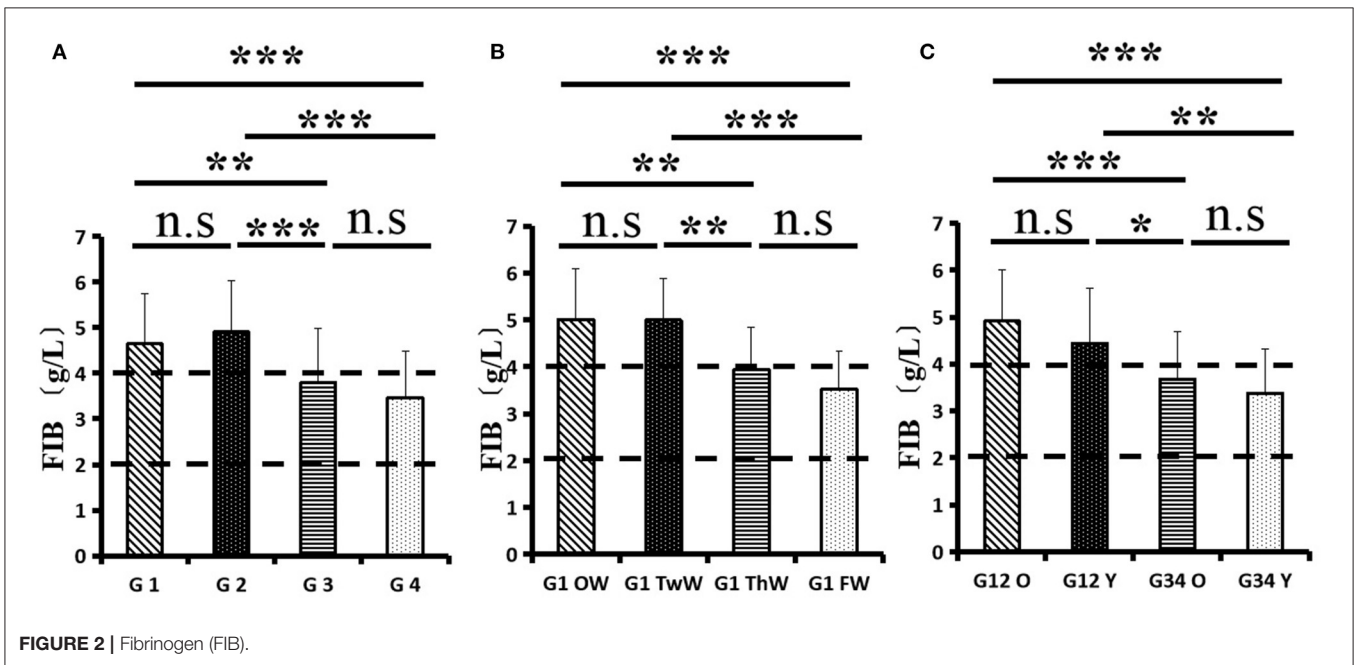 A
***
***
**
n.s *** n.s
7
6
5
4
3
2
1
0
FIB (g/L)
G 1 G 2 G 3 G 4
B
***
***
**
n.s ** n.s
7
6
5
4
3
2
1
0
FIB (g/L)
G1 OW G1 TwW G1 ThW G1 FW
C
***
**
***
n.s * n.s
7
6
5
4
3
2
1
0
FIB (g/L)
G12 O G12 Y G34 O G34 Y
FIGURE 2 | Fibrinogen (FIB).